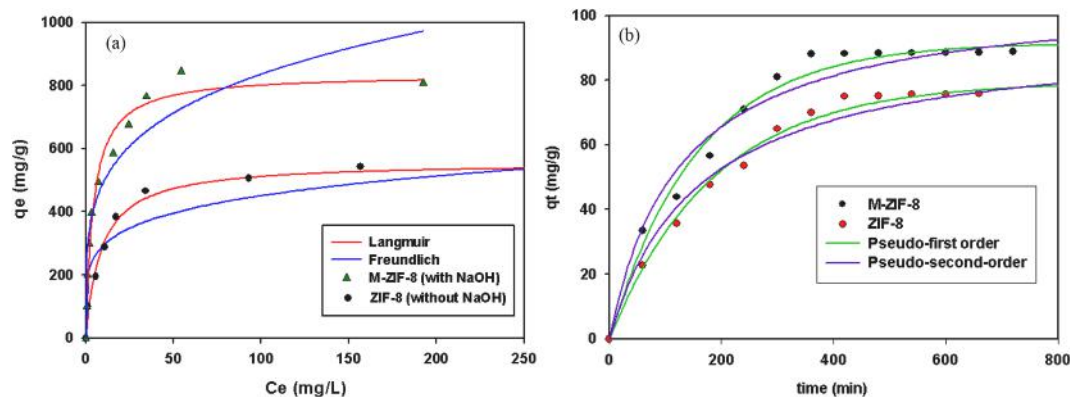 (a)
qe (mg/g)
1000
800
600
400
200
0
Langmuir
Freundlich
M-ZIF-8 (with NaOH)
ZIF-8 (without NaOH)
0 50 100 150 200 250
Ce (mg/L)
(b)
qt (mg/g)
100
80
60
40
20
0
M-ZIF-8
ZIF-8
Pseudo-first order
Pseudo-second-order
0 200 400 600 800
time (min)